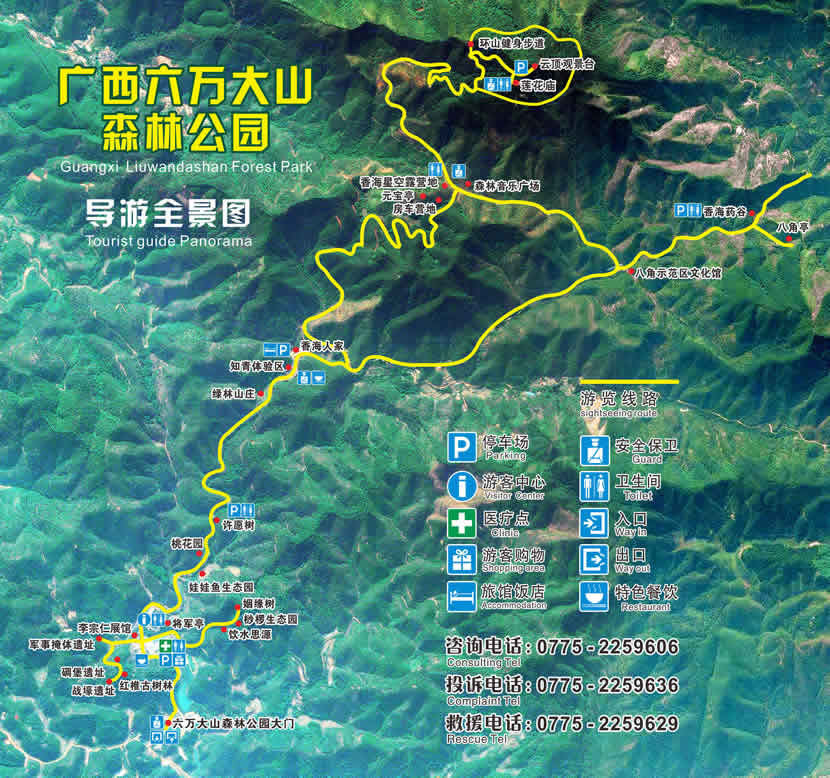 广西六万大山
森林公园
Guangxi Liuwandashan Forest Park
导游全景图
Tourist guide Panorama
环山健身步道
P
云顶观景台
莲花庙
香海星空露营地
森林音乐广场
元宝亭
房车营地
P
香海药谷
八角亭
八角示范区文化馆
P
香海人家
知青体验区
绿林山庄
P
许愿树
桃花园
娃娃鱼生态园
姻缘树
桫椤生态园
饮水思源
i
将军亭
李宗仁展馆
军事掩体遗址
P
碉堡遗址
战壕遗址
红椎古树林
六万大山森林公园大门
游览线路
sightseeing route
P
停车场
Parking
安全保卫
Guard
i
游客中心
Visitor Center
卫生间
Toilet
医疗点
Clinic
入口
Way in
游客购物
Shopping area
出口
Way out
旅馆饭店
Accommodation
特色餐饮
Restaurant
咨询电话：0775 - 2259606
Consulting Tel
投诉电话：0775 - 2259636
Complaint Tel
救援电话：0775 - 2259629
Rescue Tel